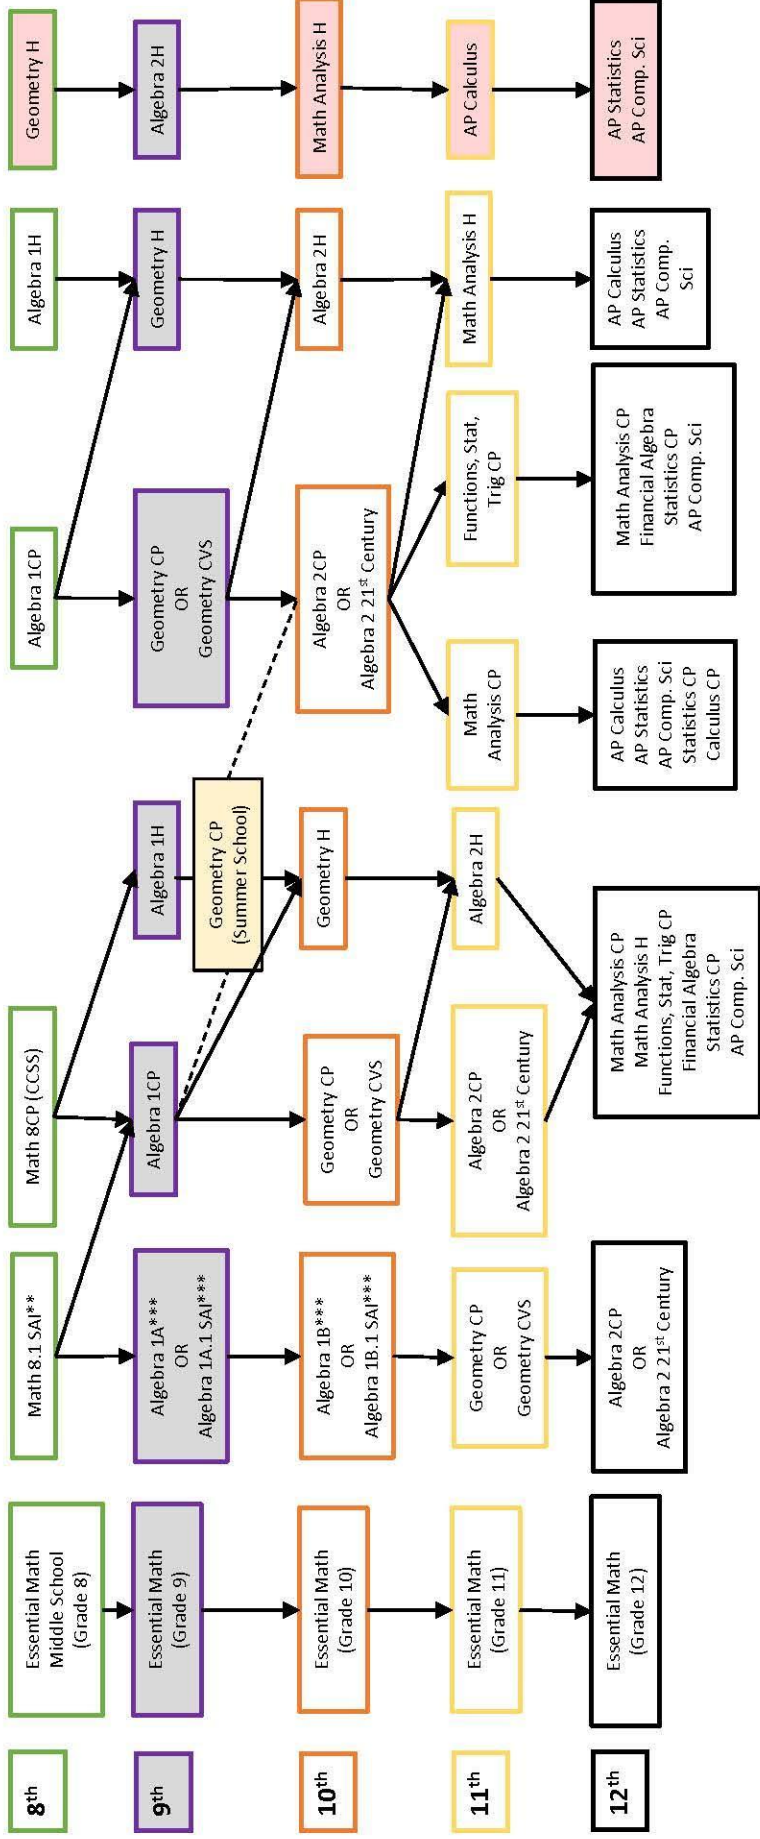 8th
Essential Math
Middle School
(Grade 8)
Math 8.1 SAI**
Math 8CP (CCSS)
Algebra 1CP
Algebra 1H
Geometry H
9th
Essential Math
(Grade 9)
Algebra 1A***
OR
Algebra 1A.1 SAI***
Algebra 1CP
Algebra 1H
Geometry CP
OR
Geometry CVS
Geometry H
Algebra 2H
Geometry CP
(Summer School)
10th
Essential Math
(Grade 10)
Algebra 1B***
OR
Algebra 1B.1 SAI***
Geometry CP
OR
Geometry CVS
Geometry H
Algebra 2CP
OR
Algebra 2 21st Century
Algebra 2H
Math Analysis H
11th
Essential Math
(Grade 11)
Geometry CP
OR
Geometry CVS
Algebra 2CP
OR
Algebra 2 21st Century
Algebra 2H
Math
Analysis CP
Functions, Stat,
Trig CP
Math Analysis H
AP Calculus
12th
Essential Math
(Grade 12)
Algebra 2CP
OR
Algebra 2 21st Century
Math Analysis CP
Math Analysis H
Functions, Stat, Trig CP
Financial Algebra
Statistics CP
AP Comp. Sci
AP Calculus
AP Statistics
AP Comp. Sci
Statistics CP
Calculus CP
Math Analysis CP
Financial Algebra
Statistics CP
AP Comp. Sci
AP Calculus
AP Statistics
AP Comp.
Sci
AP Statistics
AP Comp. Sci